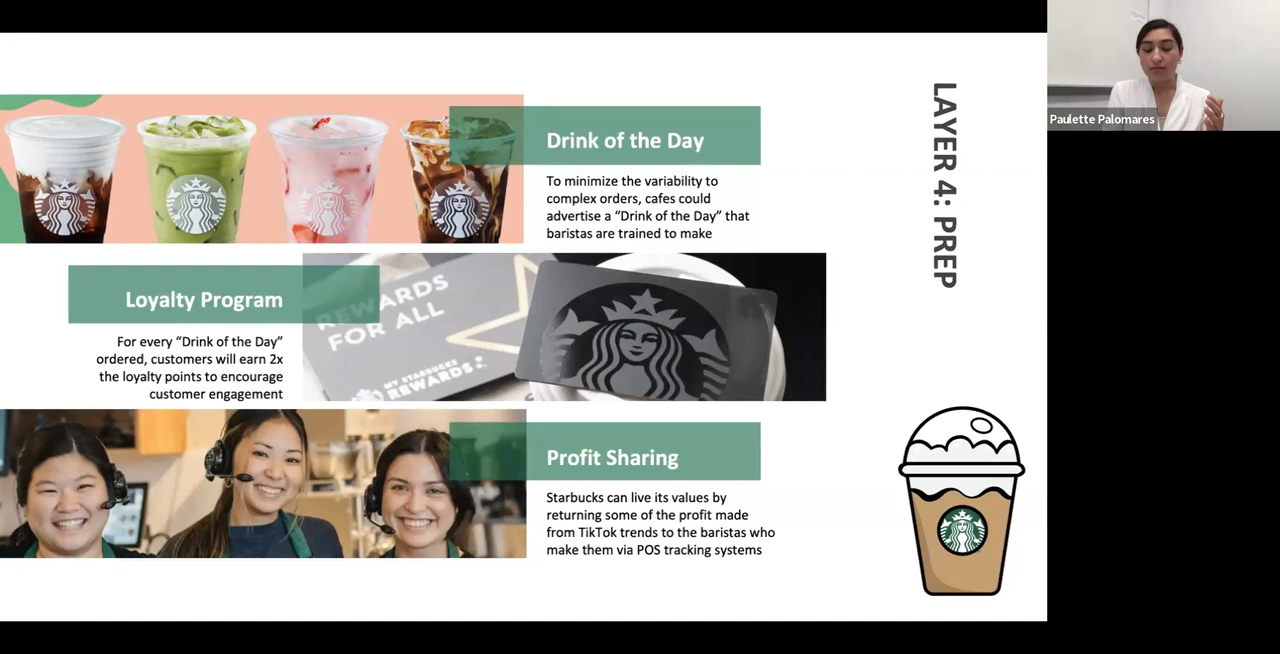 Paulette Palomares
LAYER 4: PREP
Drink of the Day
To minimize the variability to
complex orders, cafes could
advertise a “Drink of the Day” that
baristas are trained to make
Loyalty Program
For every “Drink of the Day”
ordered, customers will earn 2x
the loyalty points to encourage
customer engagement
REWARDS
FOR ALL
MY STARBUCKS
REWARDS
Profit Sharing
Starbucks can live its values by
returning some of the profit made
from TikTok trends to the baristas who
make them via POS tracking systems